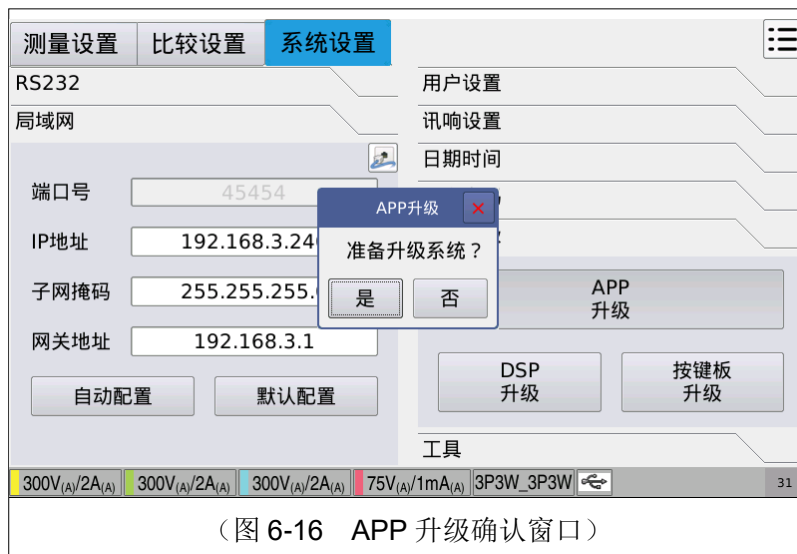 测量设置 比较设置 系统设置
RS232
局域网
端口号 45454
IP地址 192.168.3.24
子网掩码 255.255.255.
网关地址 192.168.3.1
自动配置 默认配置
用户设置
讯响设置
日期时间
APP升级
准备升级系统？
是 否
APP
升级
DSP
升级
按键板
升级
工具
300V(A)/2A(A) 300V(A)/2A(A) 300V(A)/2A(A) 75V(A)/1mA(A) 3P3W_3P3W 31
（图 6-16 APP 升级确认窗口）